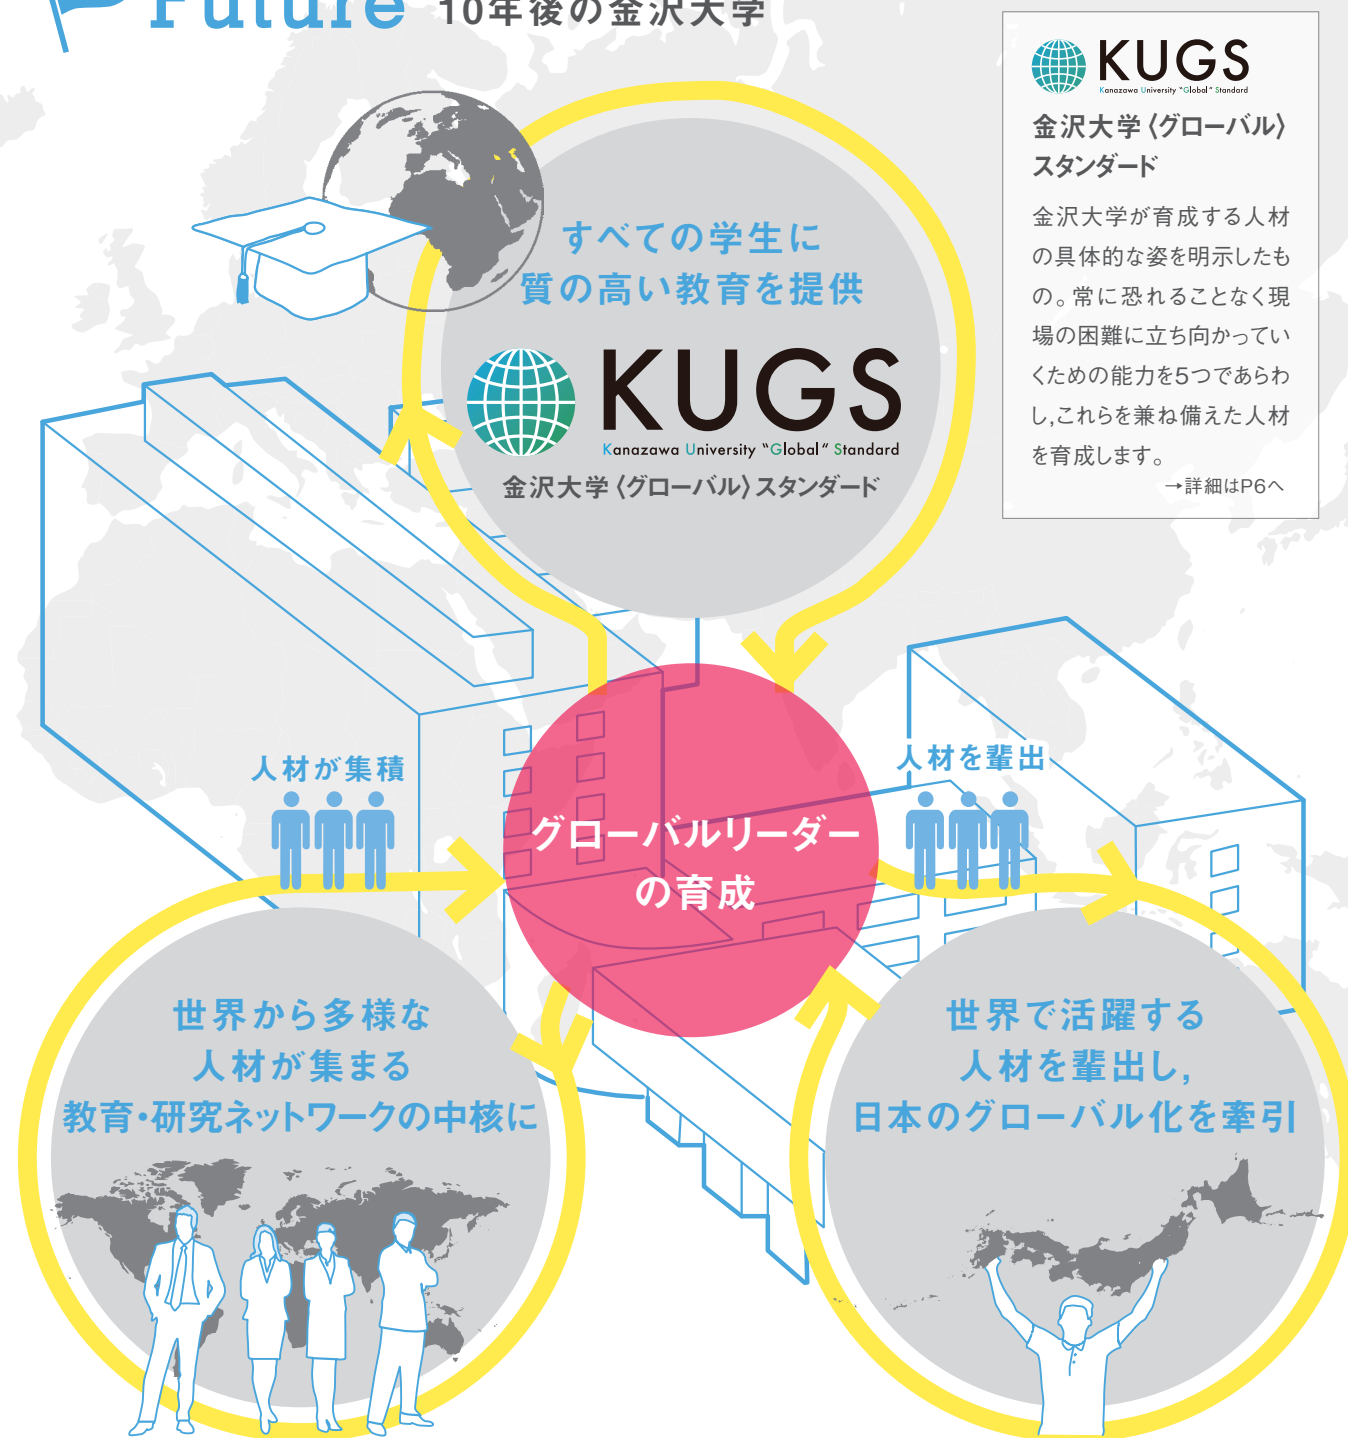 Future 10年後の金沢大学
KUGS
Kanazawa University "Global" Standard
金沢大学〈グローバル〉
スタンダード
金沢大学が育成する人材
の具体的な姿を明示したも
の。常に恐れることなく現
場の困難に立ち向かってい
くための能力を5つであらわ
し,これらを兼ね備えた人材
を育成します。
→詳細はP6へ
すべての学生に
質の高い教育を提供
KUGS
Kanazawa University "Global" Standard
金沢大学〈グローバル〉スタンダード
人材が集積
人材を輩出
グローバルリーダー
の育成
世界から多様な
人材が集まる
教育・研究ネットワークの中核に
世界で活躍する
人材を輩出し,
日本のグローバル化を牽引